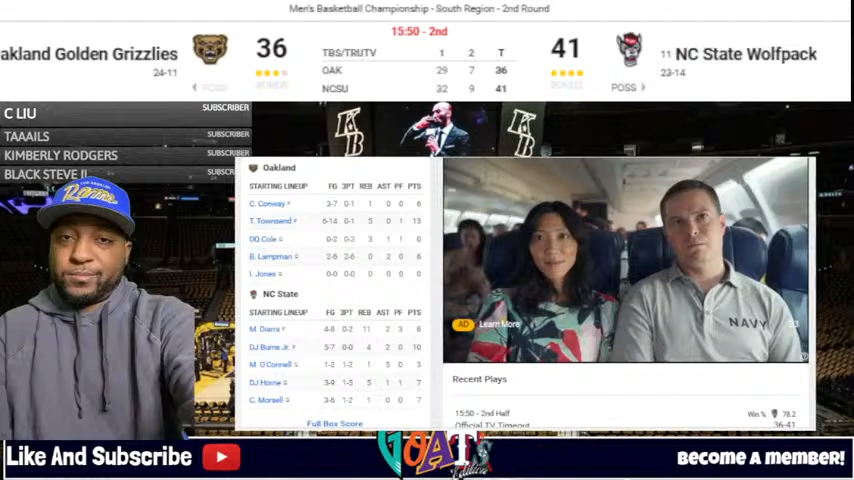 Men's Basketball Championship - South Region - 2nd Round
akland Golden Grizzlies
24-11
36
15:50 - 2nd
TBS/TRUTV 1 2 T
OAK 29 7 36
NCSU 32 9 41
41
11 NC State Wolfpack
23-14
POSS
POSS
BONUS
C LIU SUBSCRIBER
TAAAILS SUBSCRIBER
KIMBERLY RODGERS SUBSCRIBER
BLACK STEVE II SUBSCRIBER
K
B
K
B
Rams
Oakland
STARTING LINEUP FG 3PT REB AST PF PTS
C. Conway F 3-7 0-1 1 0 0 6
T. Townsend F 6-14 0-1 5 0 1 13
DQ Cole G 0-2 0-2 3 1 1 0
B. Lampman G 2-6 2-6 0 2 0 6
I. Jones G 0-0 0-0 0 0 0 0
NC State
STARTING LINEUP FG 3PT REB AST PF PTS
M. Diarra F 4-8 0-2 11 2 3 8
DJ Burns Jr. F 5-7 0-0 4 2 0 10
M. O'Connell G 1-2 1-2 1 5 0 3
DJ Horne G 3-9 1-5 5 1 1 7
C. Morsell G 3-6 1-2 1 0 0 7
Full Box Score
AD Learn More
NAVY
Recent Plays
15:50 - 2nd Half
Official TV Timeout
Win % 78.2
36-41
Like And Subscribe
GOATS
Become a member!